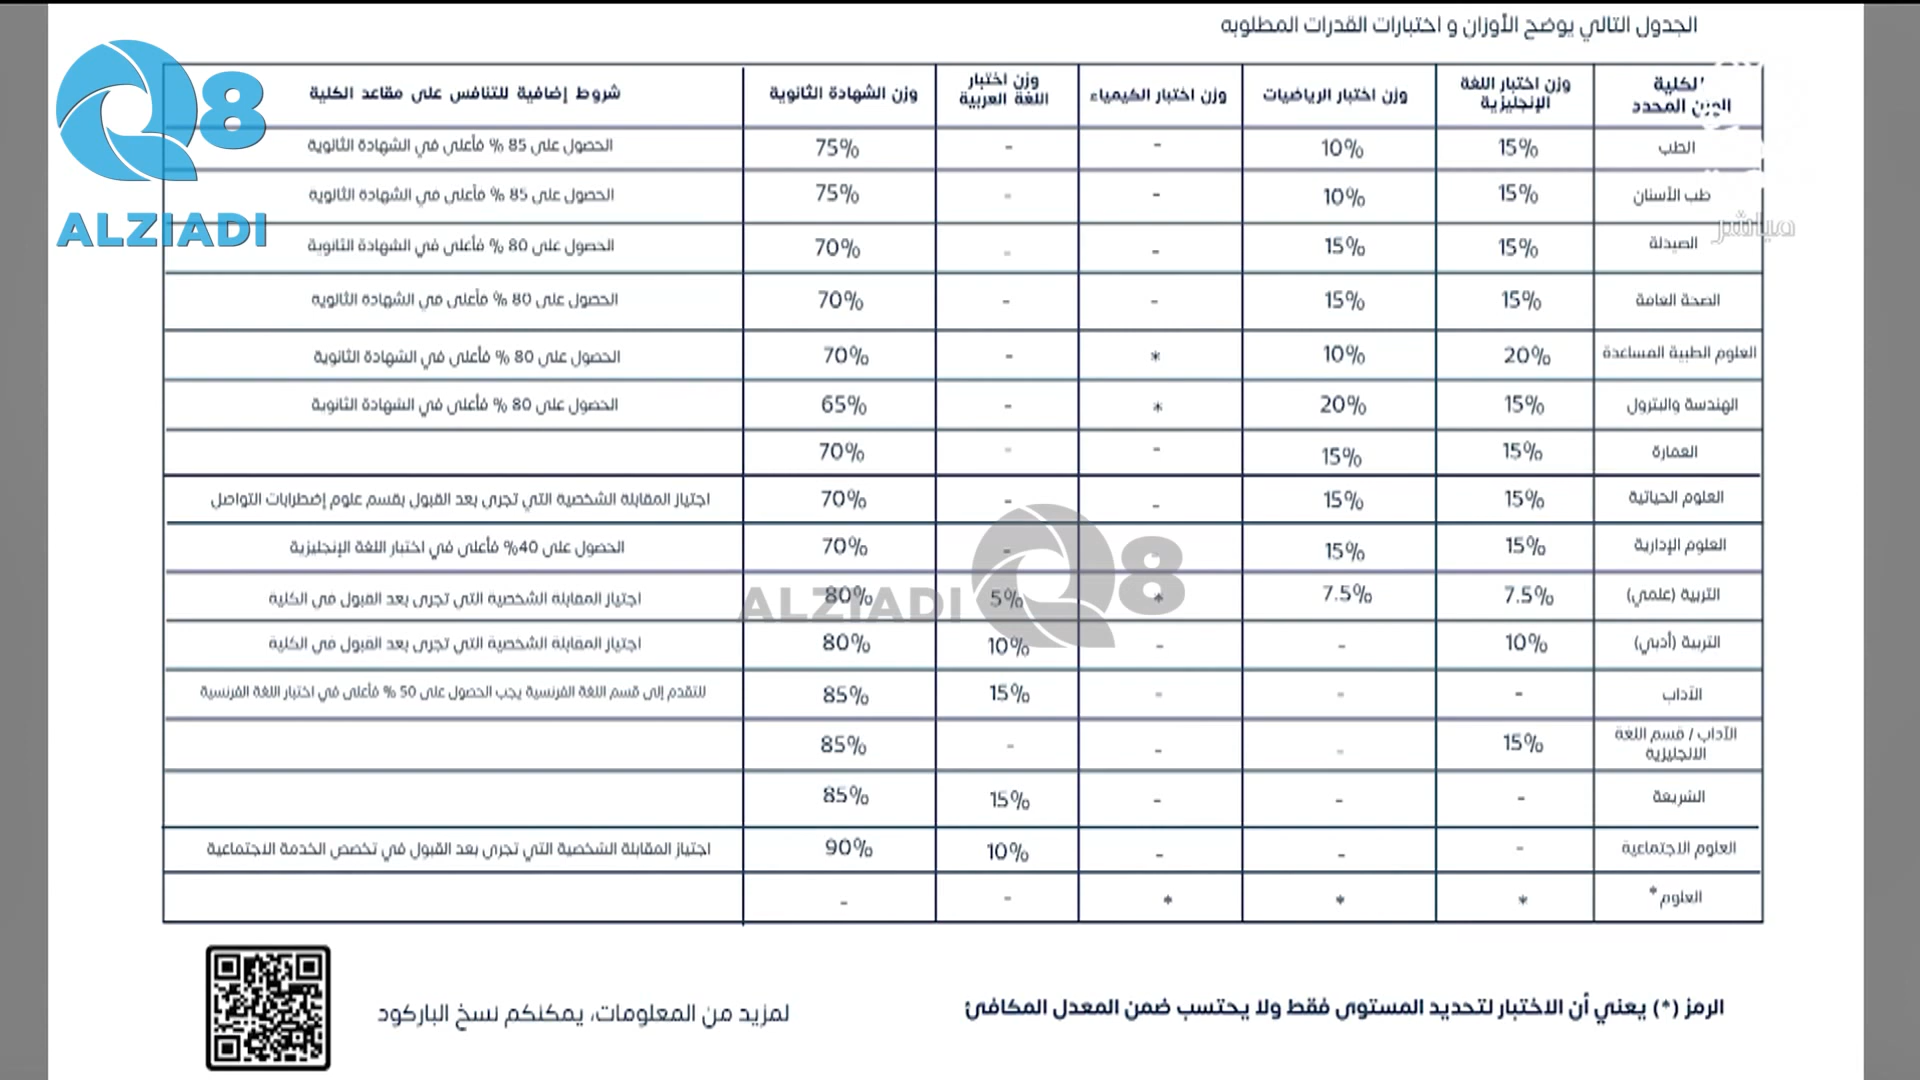 الجدول التالي يوضح الأوزان و اختبارات القدرات المطلوبه
Q8
ALZIADI
مباشر
الكلية وزن اختبار اللغة وزن اختبار الرياضيات وزن اختبار الكيمياء وزن اختبار وزن الشهادة الثانوية شروط إضافية للتنافس على مقاعد الكلية
الوزن المحدد الإنجليزية اللغة العربية
الطب 15% 10% - - 75% الحصول على 85 % فأعلى في الشهادة الثانوية
طب الأسنان 15% 10% - - 75% الحصول على 85 % فأعلى في الشهادة الثانوية
الصيدلة 15% 15% - - 70% الحصول على 80 % فأعلى في الشهادة الثانوية
الصحة العامة 15% 15% - - 70% الحصول على 80 % فأعلى في الشهادة الثانوية
العلوم الطبية المساعدة 20% 10% * - 70% الحصول على 80 % فأعلى في الشهادة الثانوية
الهندسة والبترول 15% 20% * - 65% الحصول على 80 % فأعلى في الشهادة الثانوية
العمارة 15% 15% - - 70%
العلوم الحياتية 15% 15% - - 70% اجتياز المقابلة الشخصية التي تجرى بعد القبول بقسم علوم إضطرابات التواصل
العلوم الإدارية 15% 15% - - 70% الحصول على 40% فأعلى في اختبار اللغة الإنجليزية
التربية (علمي) 7.5% 7.5% * 5% 80% اجتياز المقابلة الشخصية التي تجرى بعد القبول في الكلية
ALZIADI Q8
التربية (أدبي) 10% - - 10% 80% اجتياز المقابلة الشخصية التي تجرى بعد القبول في الكلية
الآداب - - - 15% 85% للتقدم إلى قسم اللغة الفرنسية يجب الحصول على 50 % فأعلى في اختبار اللغة الفرنسية
الآداب / قسم اللغة 15% - - - 85%
الانجليزية
الشريعة - - - 15% 85%
العلوم الاجتماعية - - - 10% 90% اجتياز المقابلة الشخصية التي تجرى بعد القبول في تخصص الخدمة الاجتماعية
العلوم* * * * - -
الرمز (*) يعني أن الاختبار لتحديد المستوى فقط ولا يحتسب ضمن المعدل المكافئ
لمزيد من المعلومات، يمكنكم نسخ الباركود